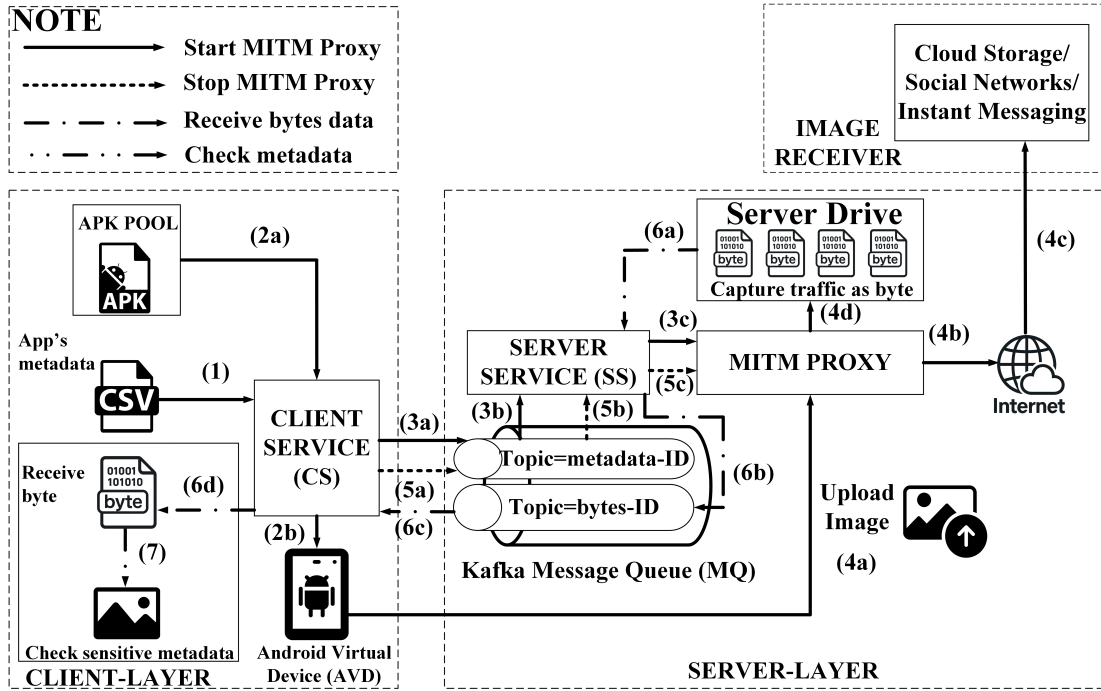 NOTE
Start MITM Proxy
Stop MITM Proxy
Receive bytes data
Check metadata
Cloud Storage/
Social Networks/
Instant Messaging
IMAGE
RECEIVER
APK POOL
APK
(2a)
App's
metadata
CSV
(1)
CLIENT
SERVICE
(CS)
Receive
byte
01001
101010
byte
(6d)
(7)
Check sensitive metadata
CLIENT-LAYER
(2b)
Android Virtual
Device (AVD)
(3a)
(5a)
(6c)
Server Drive
01001
101010
byte
01001
101010
byte
01001
101010
byte
01001
101010
byte
Capture traffic as byte
(6a)
(4d)
(4c)
SERVER
SERVICE (SS)
(3c)
(5c)
MITM PROXY
(4b)
Internet
(3b)
(5b)
(6b)
Topic=metadata-ID
Topic=bytes-ID
Kafka Message Queue (MQ)
Upload
Image
(4a)
SERVER-LAYER